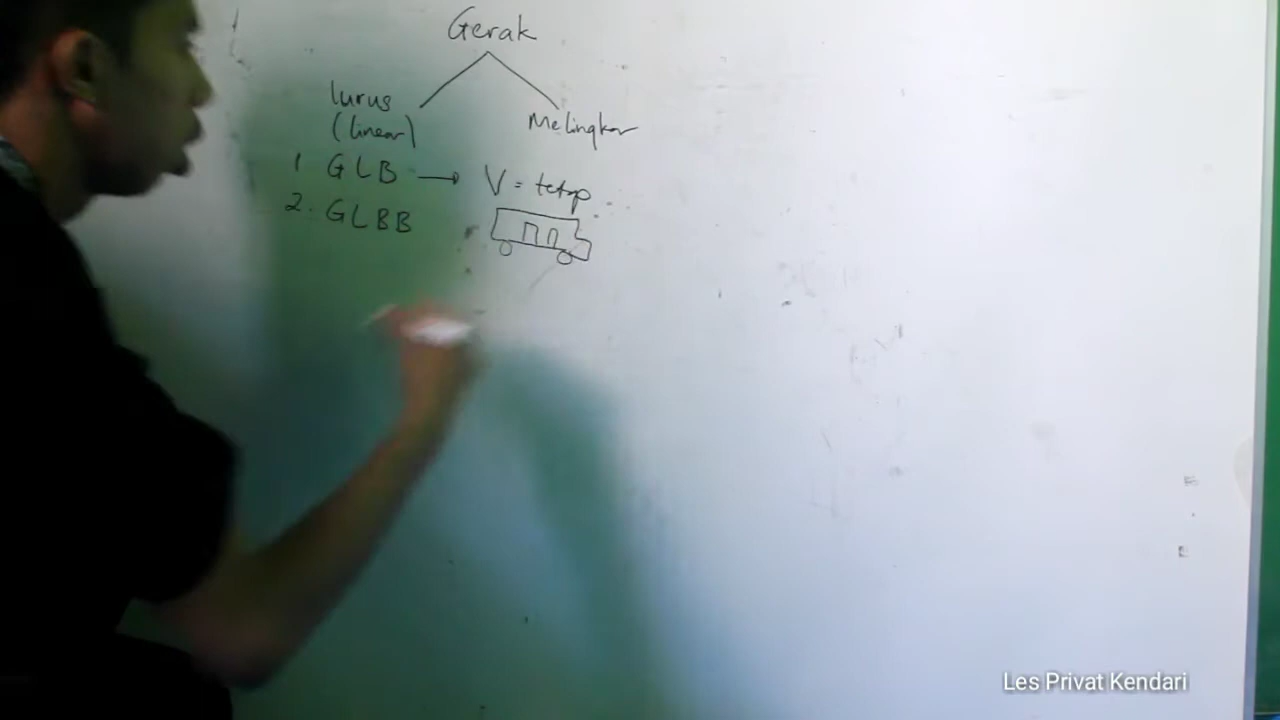 Gerak
lurus
(linear)
Melingkar
1 GLB → V = tetap
2. GLBB
Les Privat Kendari